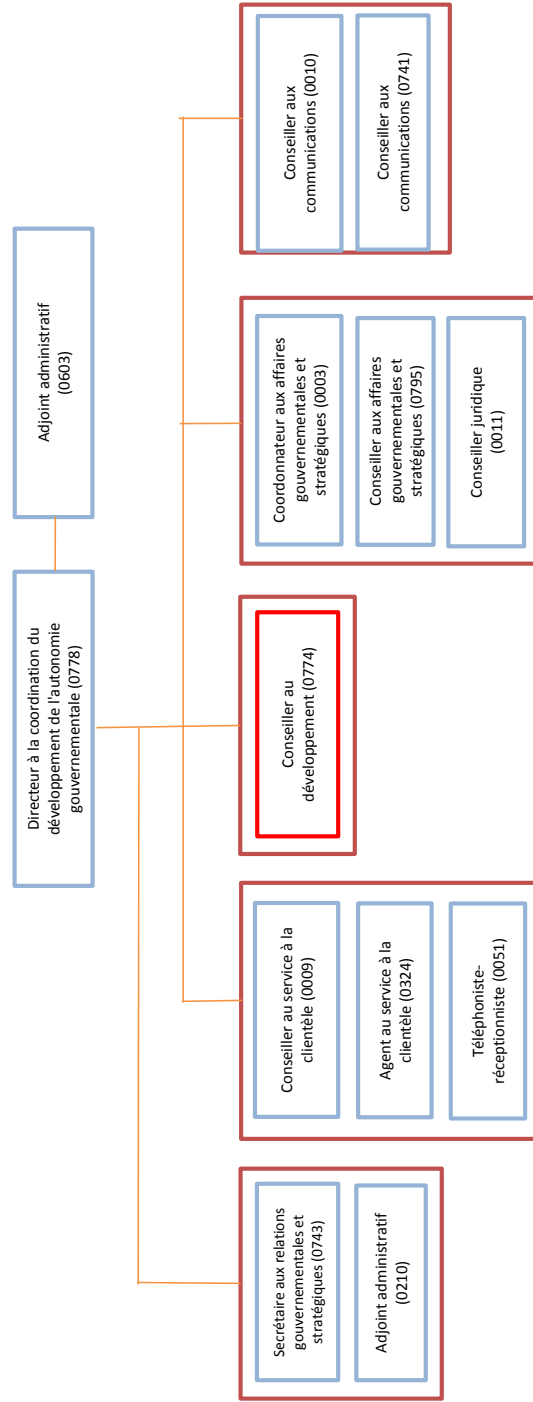 Directeur à la coordination du
développement de l'autonomie
gouvernementale (0778)
Adjoint administratif
(0603)
Secrétaire aux relations
gouvernementales et
stratégiques (0743)
Adjoint administratif
(0210)
Conseiller au service à la
clientèle (0009)
Agent au service à la
clientèle (0324)
Téléphoniste-
réceptionniste (0051)
Conseiller au
développement (0774)
Coordonnateur aux affaires
gouvernementales et
stratégiques (0003)
Conseiller aux affaires
gouvernementales et
stratégiques (0795)
Conseiller juridique
(0011)
Conseiller aux
communications (0010)
Conseiller aux
communications (0741)